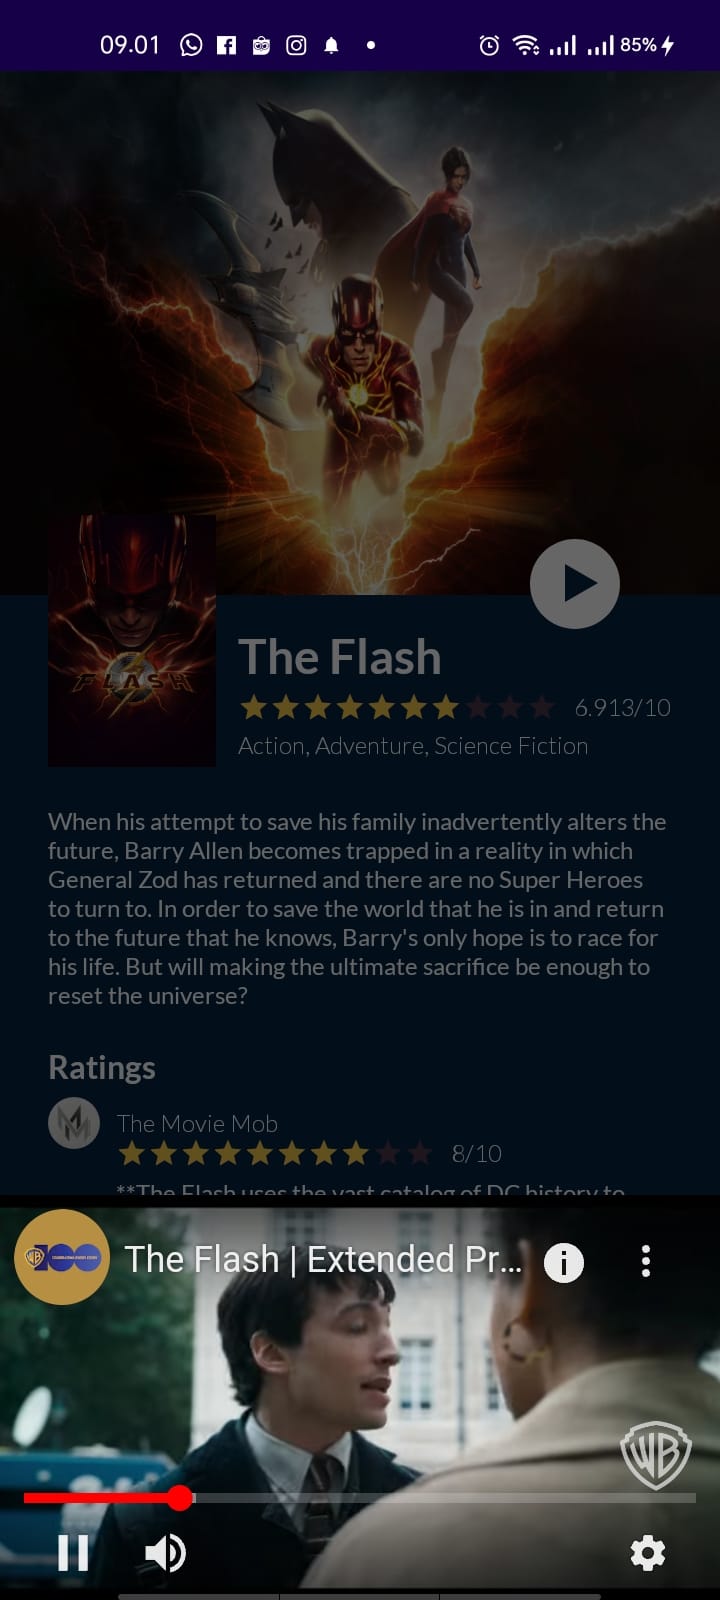 09.01
85%
FLASH
The Flash
6.913/10
Action, Adventure, Science Fiction
When his attempt to save his family inadvertently alters the
future, Barry Allen becomes trapped in a reality in which
General Zod has returned and there are no Super Heroes
to turn to. In order to save the world that he is in and return
to the future that he knows, Barry's only hope is to race for
his life. But will making the ultimate sacrifice be enough to
reset the universe?
Ratings
The Movie Mob
8/10
**The Flash uses the vast catalog of DC history to
WB 100
The Flash | Extended Pr...
WB